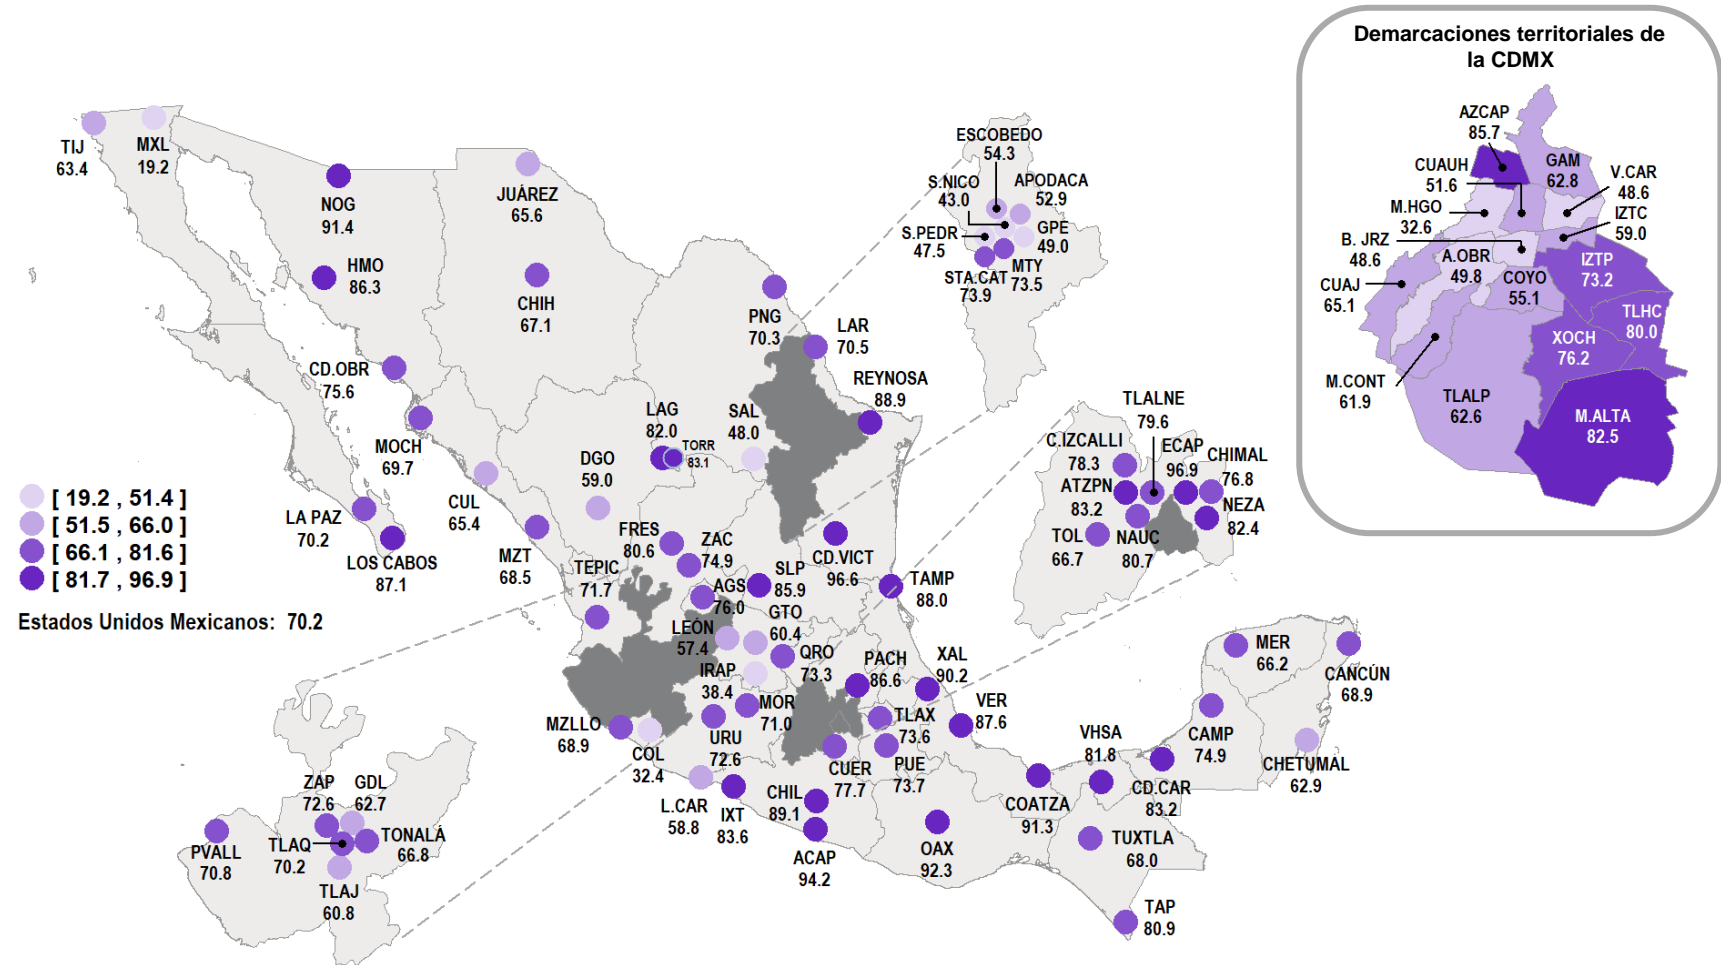 Demarcaciones territoriales de
la CDMX
AZCAP
85.7
CUAUH
51.6
GAM
62.8
V.CAR
48.6
M.HGO
32.6
IZTC
59.0
B. JRZ
48.6
A.OBR
49.8
IZTP
73.2
CUAJ
65.1
COYO
55.1
TLHC
80.0
XOCH
76.2
M.CONT
61.9
TLALP
62.6
M.ALTA
82.5
TIJ
63.4
MXL
19.2
NOG
91.4
JUÁREZ
65.6
HMO
86.3
CHIH
67.1
CD.OBR
75.6
MOCH
69.7
CUL
65.4
LA PAZ
70.2
LOS CABOS
87.1
MZT
68.5
DGO
59.0
PNG
70.3
LAR
70.5
REYNOSA
88.9
LAG
82.0
TORR
83.1
SAL
48.0
ESCOBEDO
54.3
S.NICO
43.0
APODACA
52.9
S.PEDR
47.5
GPE
49.0
STA.CAT
73.9
MTY
73.5
FRES
80.6
ZAC
74.9
TEPIC
71.7
AGS
76.0
SLP
85.9
CD.VICT
96.6
TAMP
88.0
LEÓN
57.4
GTO
60.4
IRAP
38.4
QRO
73.3
PACH
86.6
XAL
90.2
MOR
71.0
MZLLO
68.9
COL
32.4
URU
72.6
TLAX
73.6
VER
87.6
CUER
77.7
PUE
73.7
L.CAR
58.8
IXT
83.6
CHIL
89.1
ACAP
94.2
OAX
92.3
COATZA
91.3
VHSA
81.8
CD.CAR
83.2
TUXTLA
68.0
TAP
80.9
CAMP
74.9
MER
66.2
CANCÚN
68.9
CHETUMAL
62.9
TLALNE
79.6
C.IZCALLI
78.3
ECAP
96.9
CHIMAL
76.8
ATZPN
83.2
NEZA
82.4
TOL
66.7
NAUC
80.7
ZAP
72.6
GDL
62.7
PVALL
70.8
TLAQ
70.2
TONALÁ
66.8
TLAJ
60.8
[ 19.2 , 51.4 ]
[ 51.5 , 66.0 ]
[ 66.1 , 81.6 ]
[ 81.7 , 96.9 ]
Estados Unidos Mexicanos: 70.2